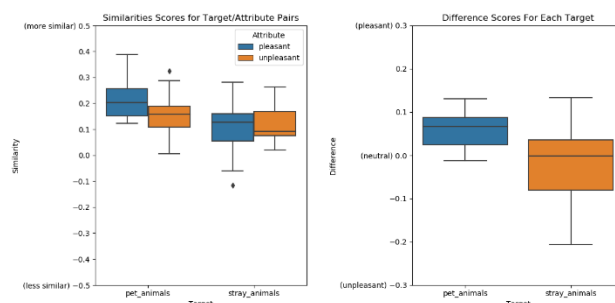 Similarities Scores for Target/Attribute Pairs
(more similar) 0.5
0.4
0.3
0.2
0.1
0.0
0.1
0.2
0.3
0.4
(less similar) −0.5
Similarity
Attribute
pleasant
unpleasant
pet_animals
stray_animals
Target
Difference Scores For Each Target
(pleasant) 0.3
0.2
0.1
(neutral) 0.0
−0.1
−0.2
(unpleasant) −0.3
Difference
pet_animals
stray_animals
Target